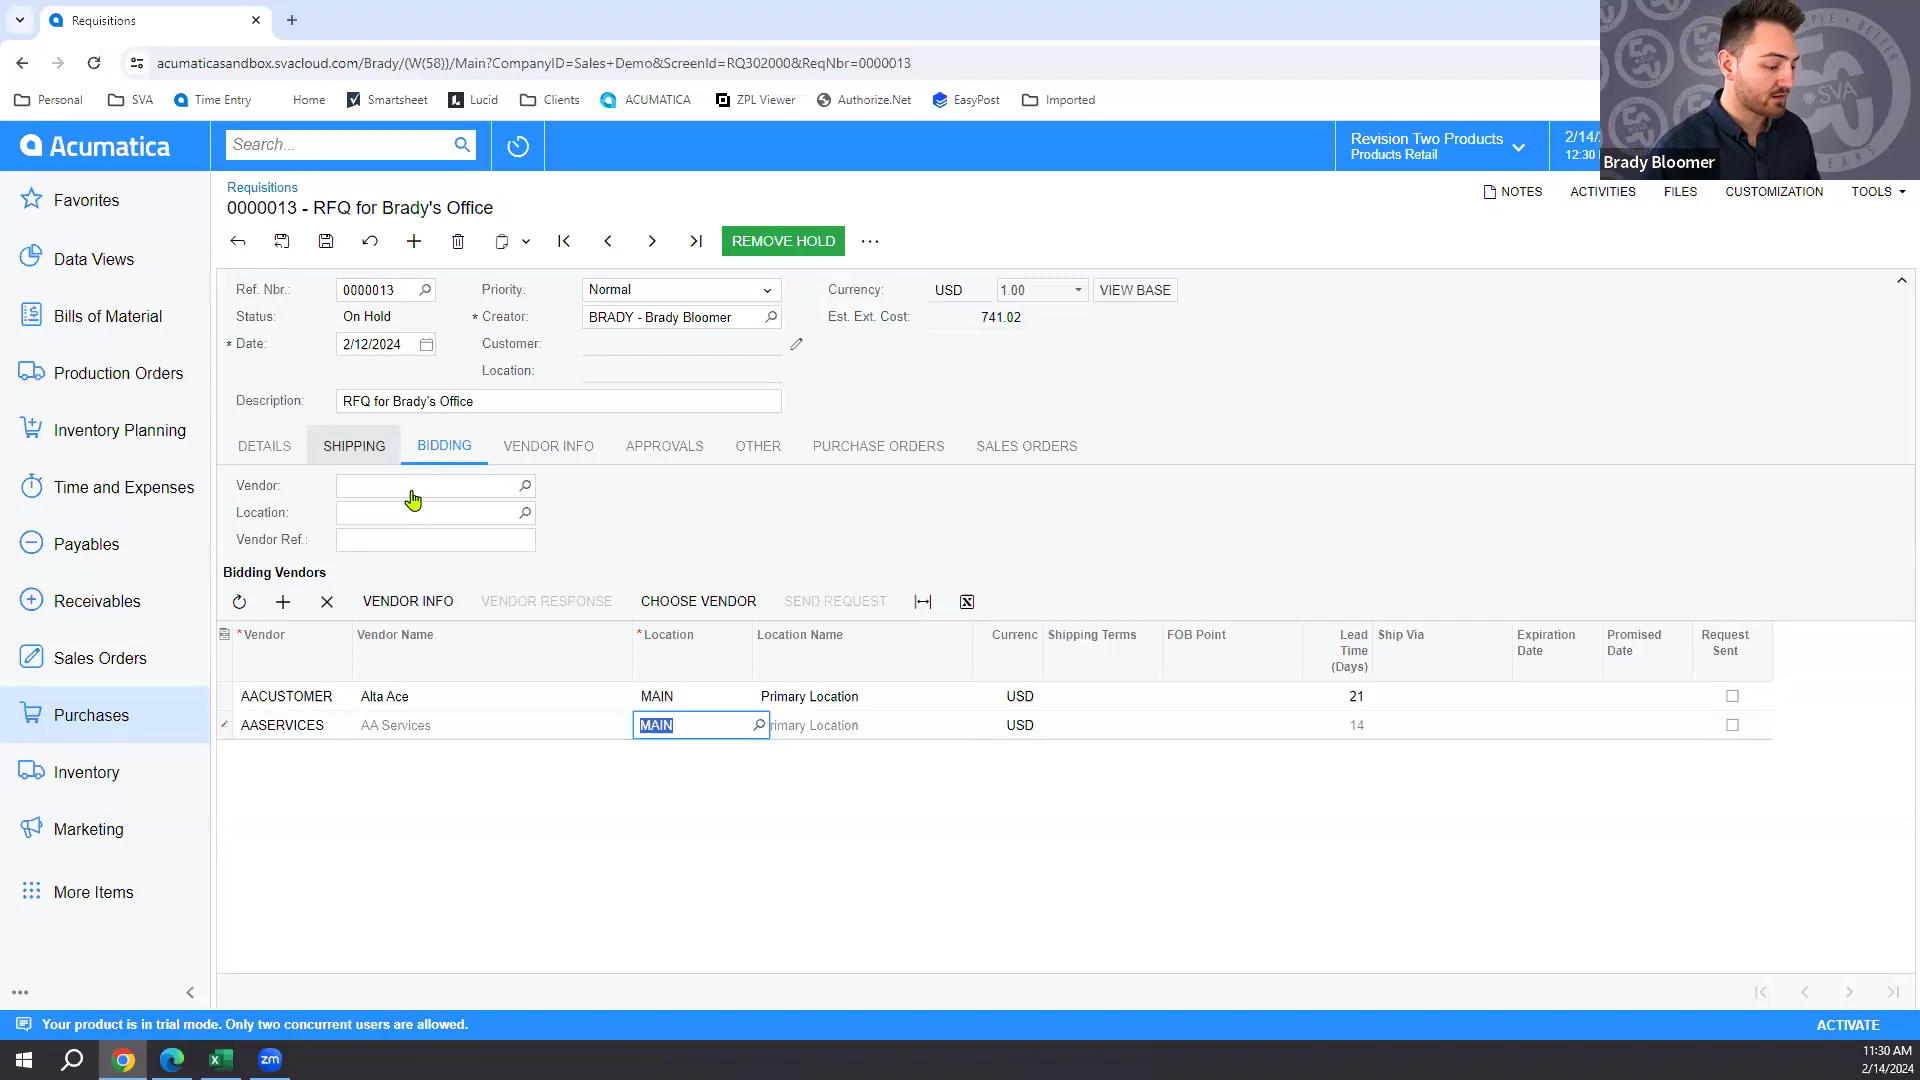 Requisitions
acumaticasandbox.svacloud.com/Brady/(W(58))/Main?CompanyID=Sales+Demo&ScreenId=RQ302000&ReqNbr=0000013
Personal SVA Time Entry Home Smartsheet Lucid Clients ACUMATICA ZPL Viewer Authorize.Net EasyPost Imported
Acumatica
Search...
Revision Two Products
Products Retail
2/14/
12:30
Brady Bloomer
Favorites
Data Views
Bills of Material
Production Orders
Inventory Planning
Time and Expenses
Payables
Receivables
Sales Orders
Purchases
Inventory
Marketing
More Items
Requisitions
0000013 - RFQ for Brady's Office
NOTES ACTIVITIES FILES CUSTOMIZATION TOOLS
REMOVE HOLD
Ref. Nbr.: 0000013 Priority: Normal Currency: USD 1.00 VIEW BASE
Status: On Hold * Creator: BRADY - Brady Bloomer Est. Ext. Cost: 741.02
* Date: 2/12/2024 Customer:
Location:
Description: RFQ for Brady's Office
DETAILS SHIPPING BIDDING VENDOR INFO APPROVALS OTHER PURCHASE ORDERS SALES ORDERS
Vendor:
Location:
Vendor Ref.:
Bidding Vendors
VENDOR INFO VENDOR RESPONSE CHOOSE VENDOR SEND REQUEST
* Vendor Vendor Name * Location Location Name Currenc Shipping Terms FOB Point Lead Time (Days) Ship Via Expiration Date Promised Date Request Sent
AACUSTOMER Alta Ace MAIN Primary Location USD 21
AASERVICES AA Services MAIN rimary Location USD 14
Your product is in trial mode. Only two concurrent users are allowed. ACTIVATE
zm
11:30 AM
2/14/2024